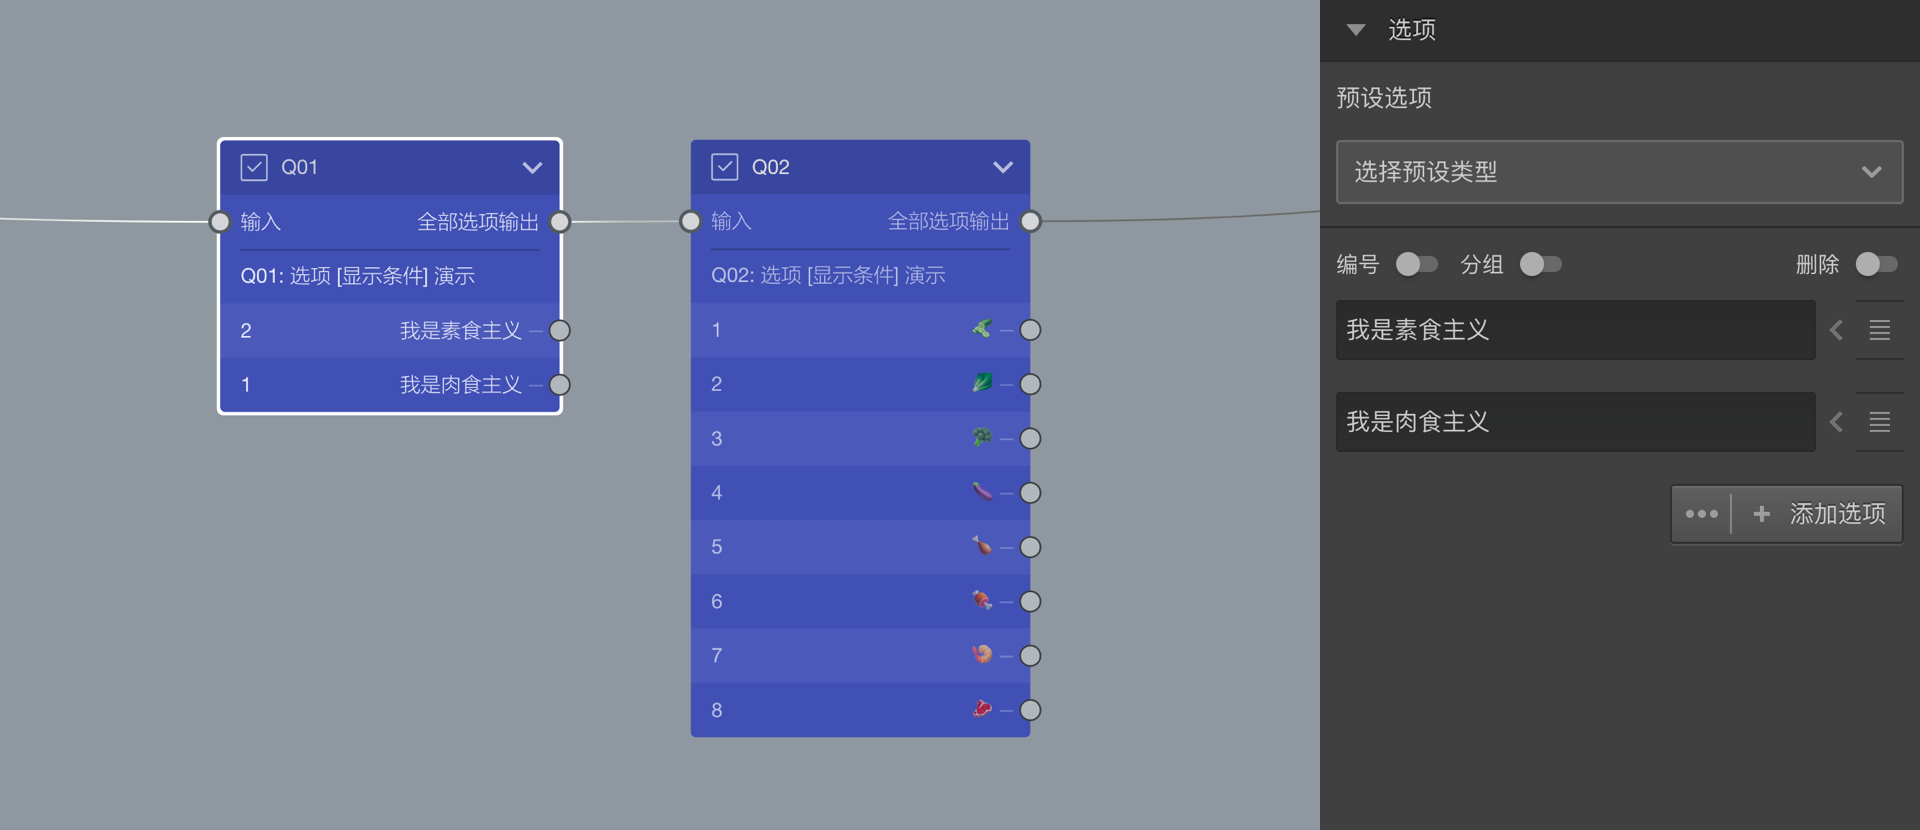 Q01
输入 全部选项输出
Q01: 选项 [显示条件] 演示
2 我是素食主义
1 我是肉食主义
Q02
输入 全部选项输出
Q02: 选项 [显示条件] 演示
1
2
3
4
5
6
7
8
选项
预设选项
选择预设类型
编号 分组 删除
我是素食主义
我是肉食主义
添加选项